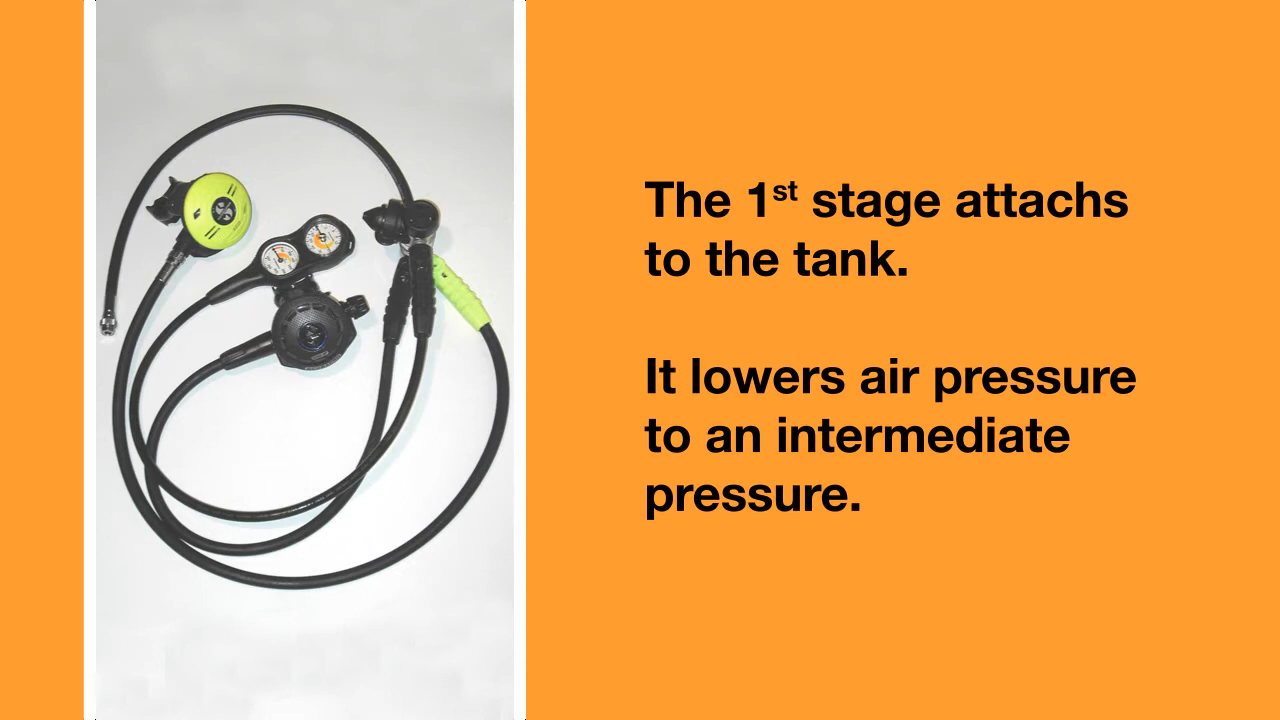 The 1st stage attachs
to the tank.
It lowers air pressure
to an intermediate
pressure.